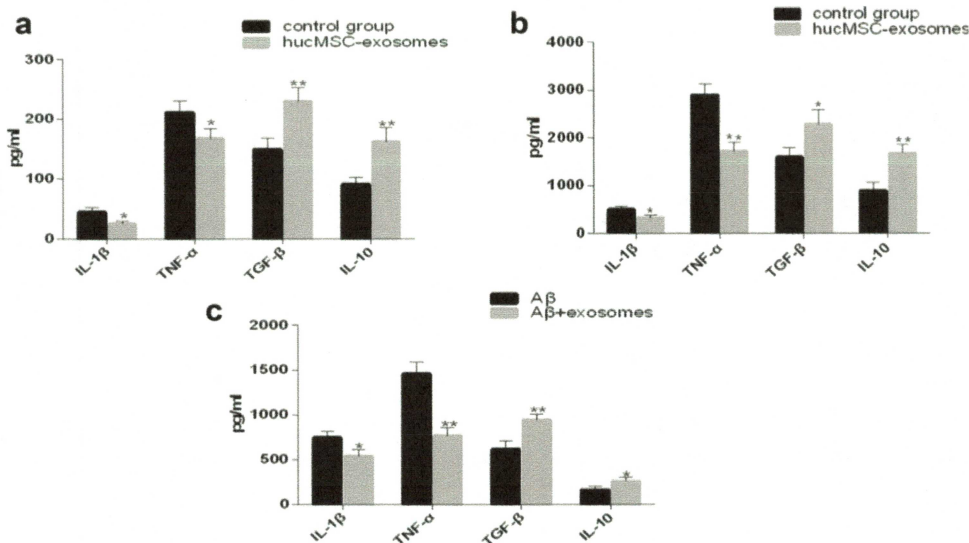 a
control group
hucMSC-exosomes
300
200
100
0
pg/ml
*
**
**
*
IL-1β
TNF-α
TGF-β
IL-10
b
control group
hucMSC-exosomes
4000
3000
2000
1000
0
pg/ml
*
**
*
**
IL-1β
TNF-α
TGF-β
IL-10
c
Aβ
Aβ+exosomes
2000
1500
1000
500
0
pg/ml
*
**
**
*
IL-1β
TNF-α
TGF-β
IL-10